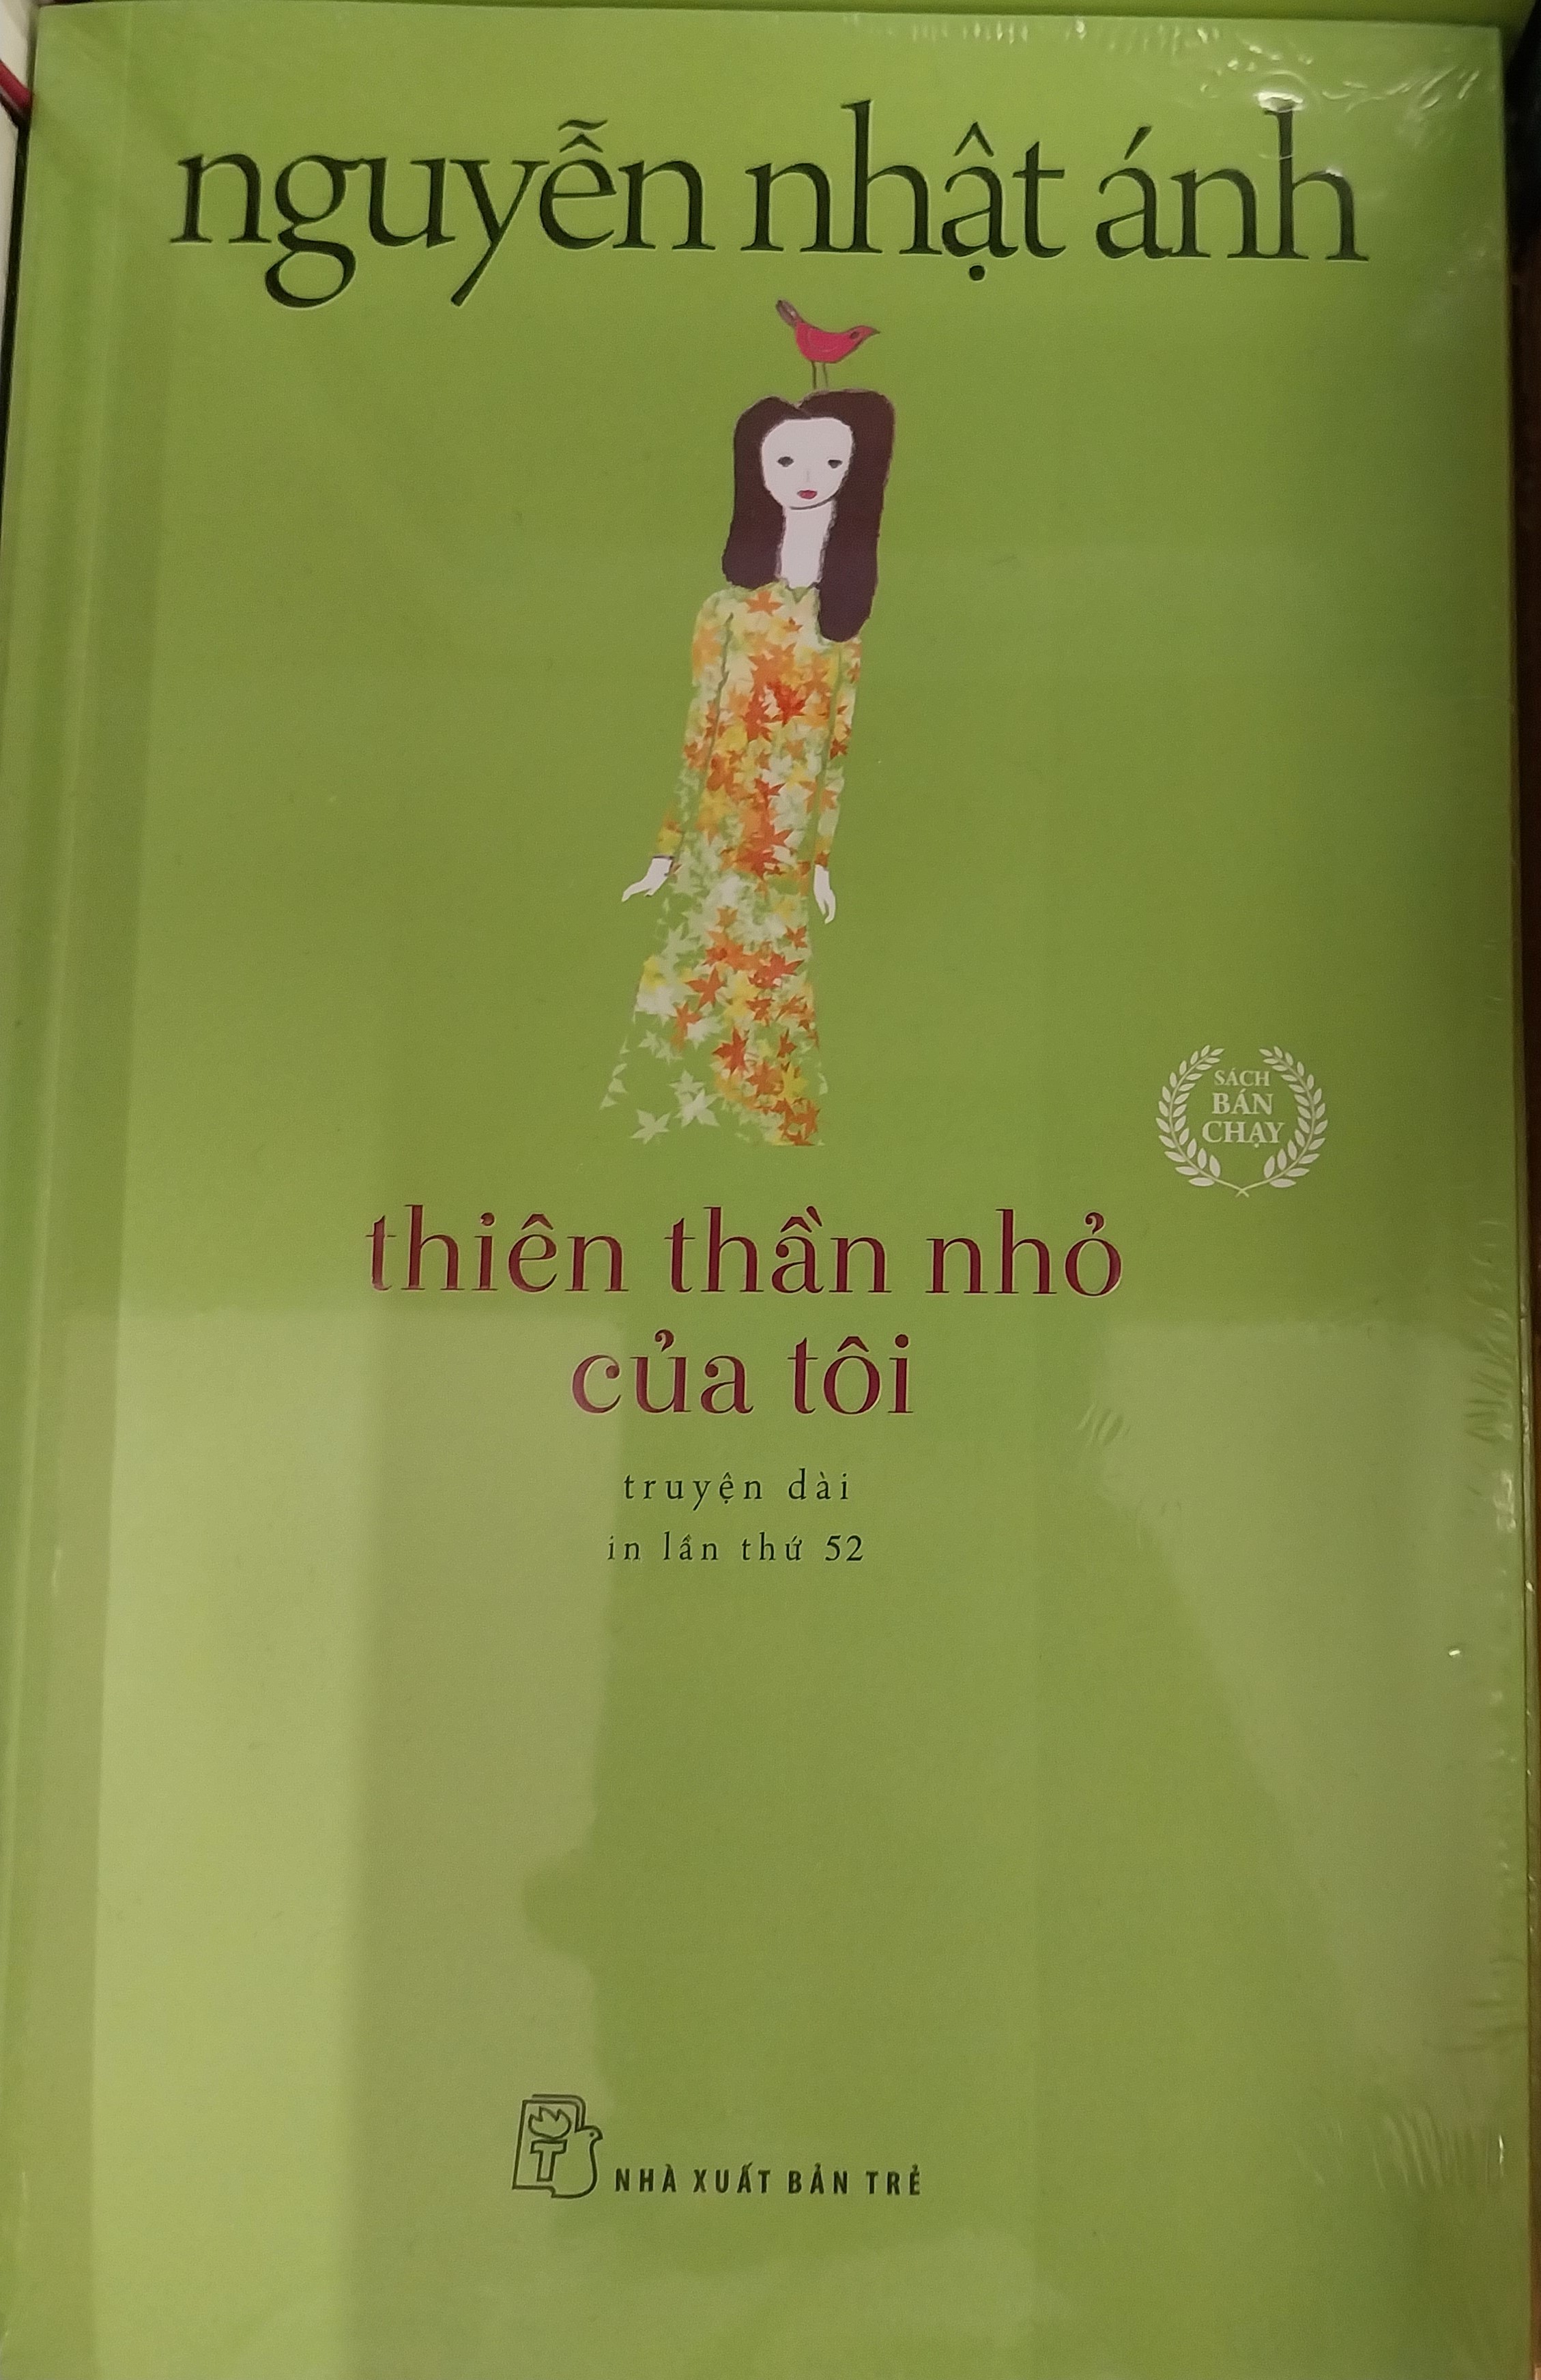 nguyễn nhật ánh
SÁCH
BÁN
CHẠY
thiên thần nhỏ
của tôi
truyện dài
in lần thứ 52
T
NHÀ XUẤT BẢN TRẺ